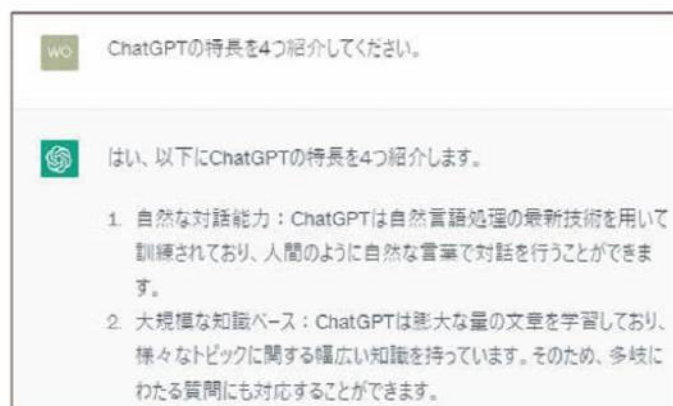 WO
ChatGPTの特長を4つ紹介してください。
はい、以下にChatGPTの特長を4つ紹介します。
1. 自然な対話能力：ChatGPTは自然言語処理の最新技術を用いて
訓練されており、人間のように自然な言葉で対話を行うことができま
す。
2. 大規模な知識ベース：ChatGPTは膨大な量の文章を学習しており、
様々なトピックに関する幅広い知識を持っています。そのため、多岐に
わたる質問にも対応することができます。